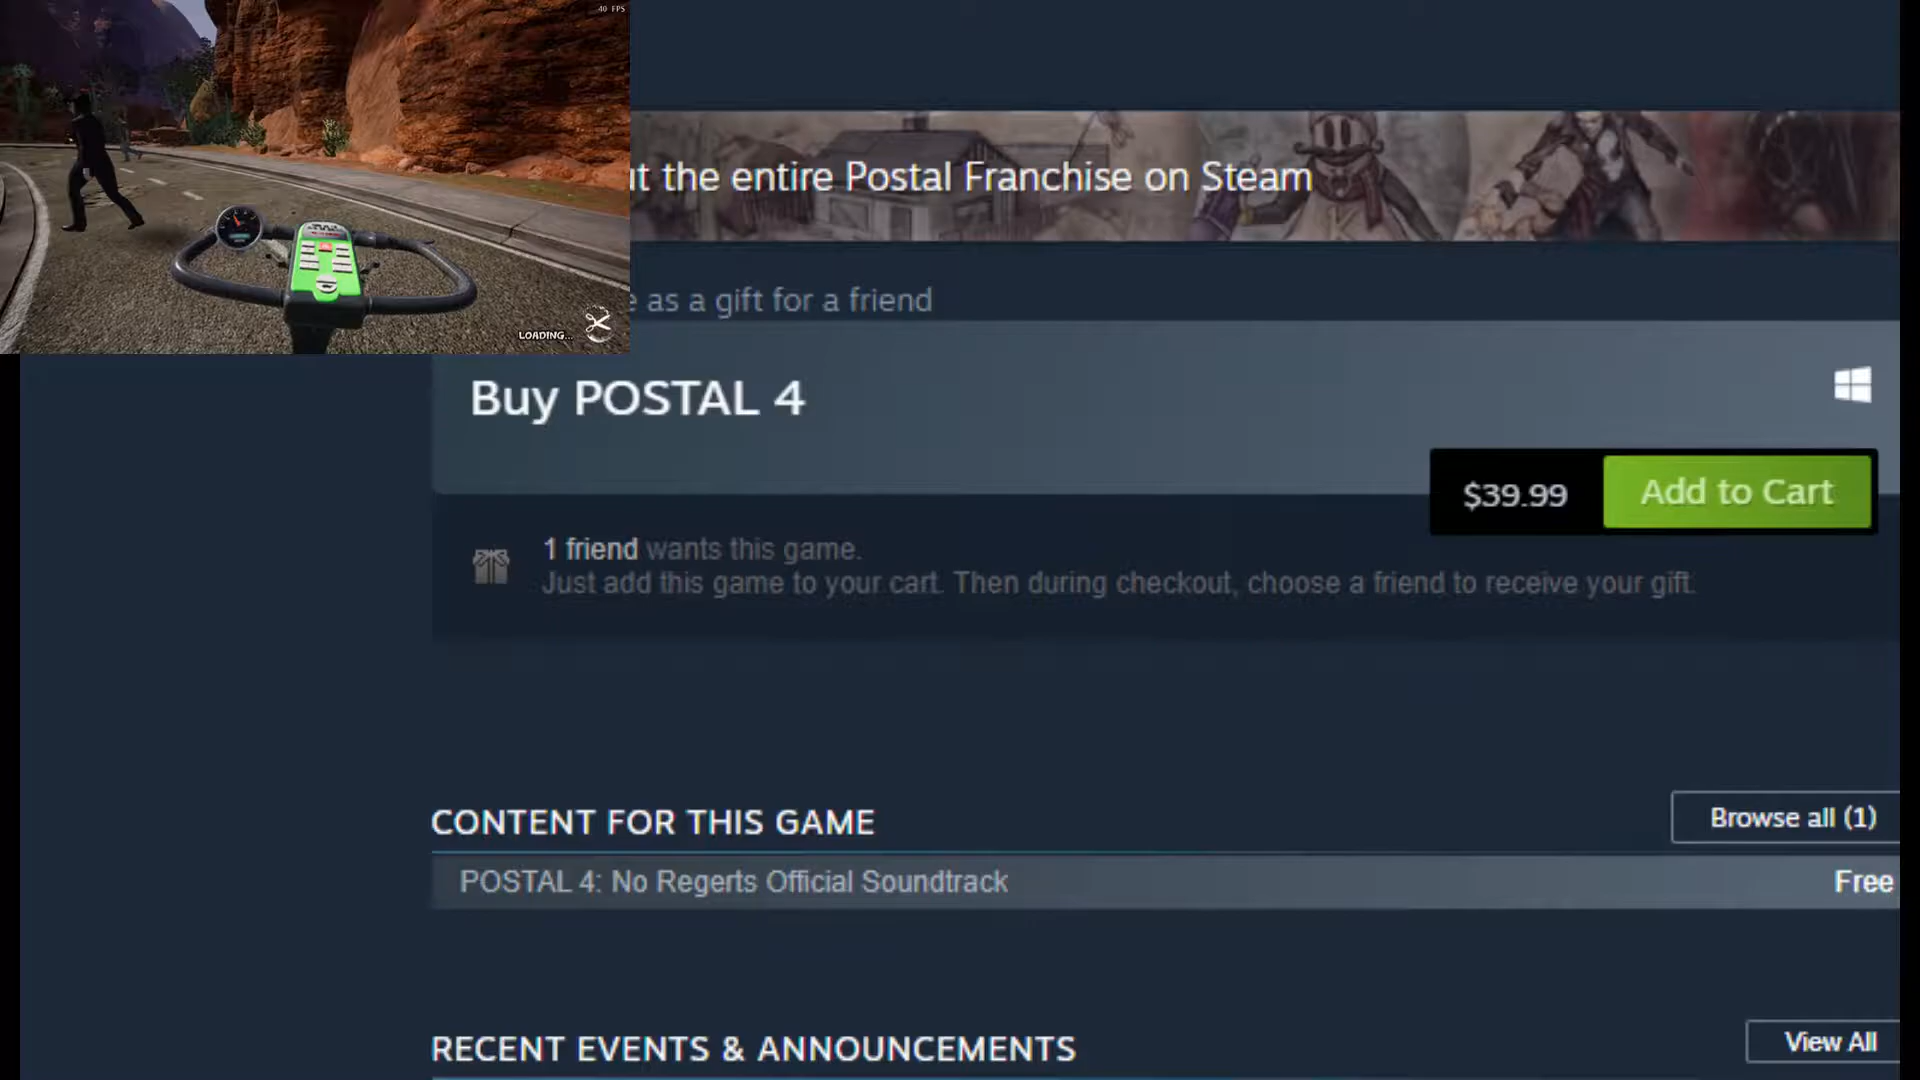 40 FPS
LOADING...
ut the entire Postal Franchise on Steam
e as a gift for a friend
Buy POSTAL 4
$39.99
Add to Cart
1 friend wants this game.
Just add this game to your cart. Then during checkout, choose a friend to receive your gift.
CONTENT FOR THIS GAME
Browse all (1)
POSTAL 4: No Regerts Official Soundtrack
Free
RECENT EVENTS & ANNOUNCEMENTS
View All